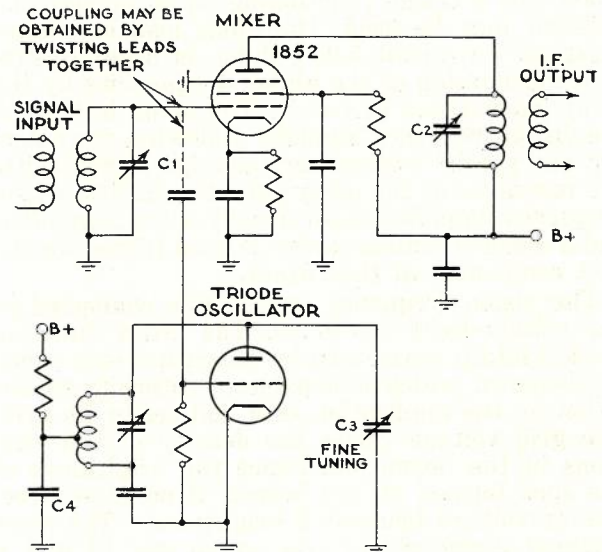 COUPLING MAY BE
OBTAINED BY
TWISTING LEADS
TOGETHER
MIXER
1852
I.F.
OUTPUT
SIGNAL
INPUT
C1
C2
B+
TRIODE
OSCILLATOR
B+
C3
FINE
TUNING
C4